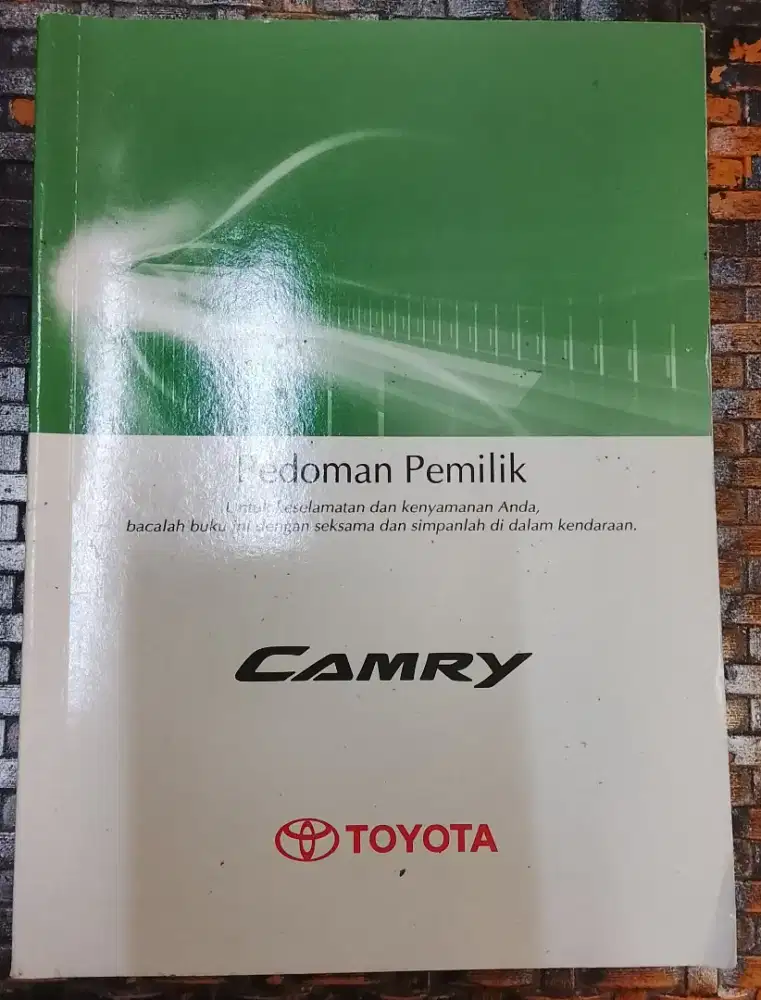 Pedoman Pemilik
Untuk keselamatan dan kenyamanan Anda,
bacalah buku ini dengan seksama dan simpanlah di dalam kendaraan.
CAMRY
TOYOTA